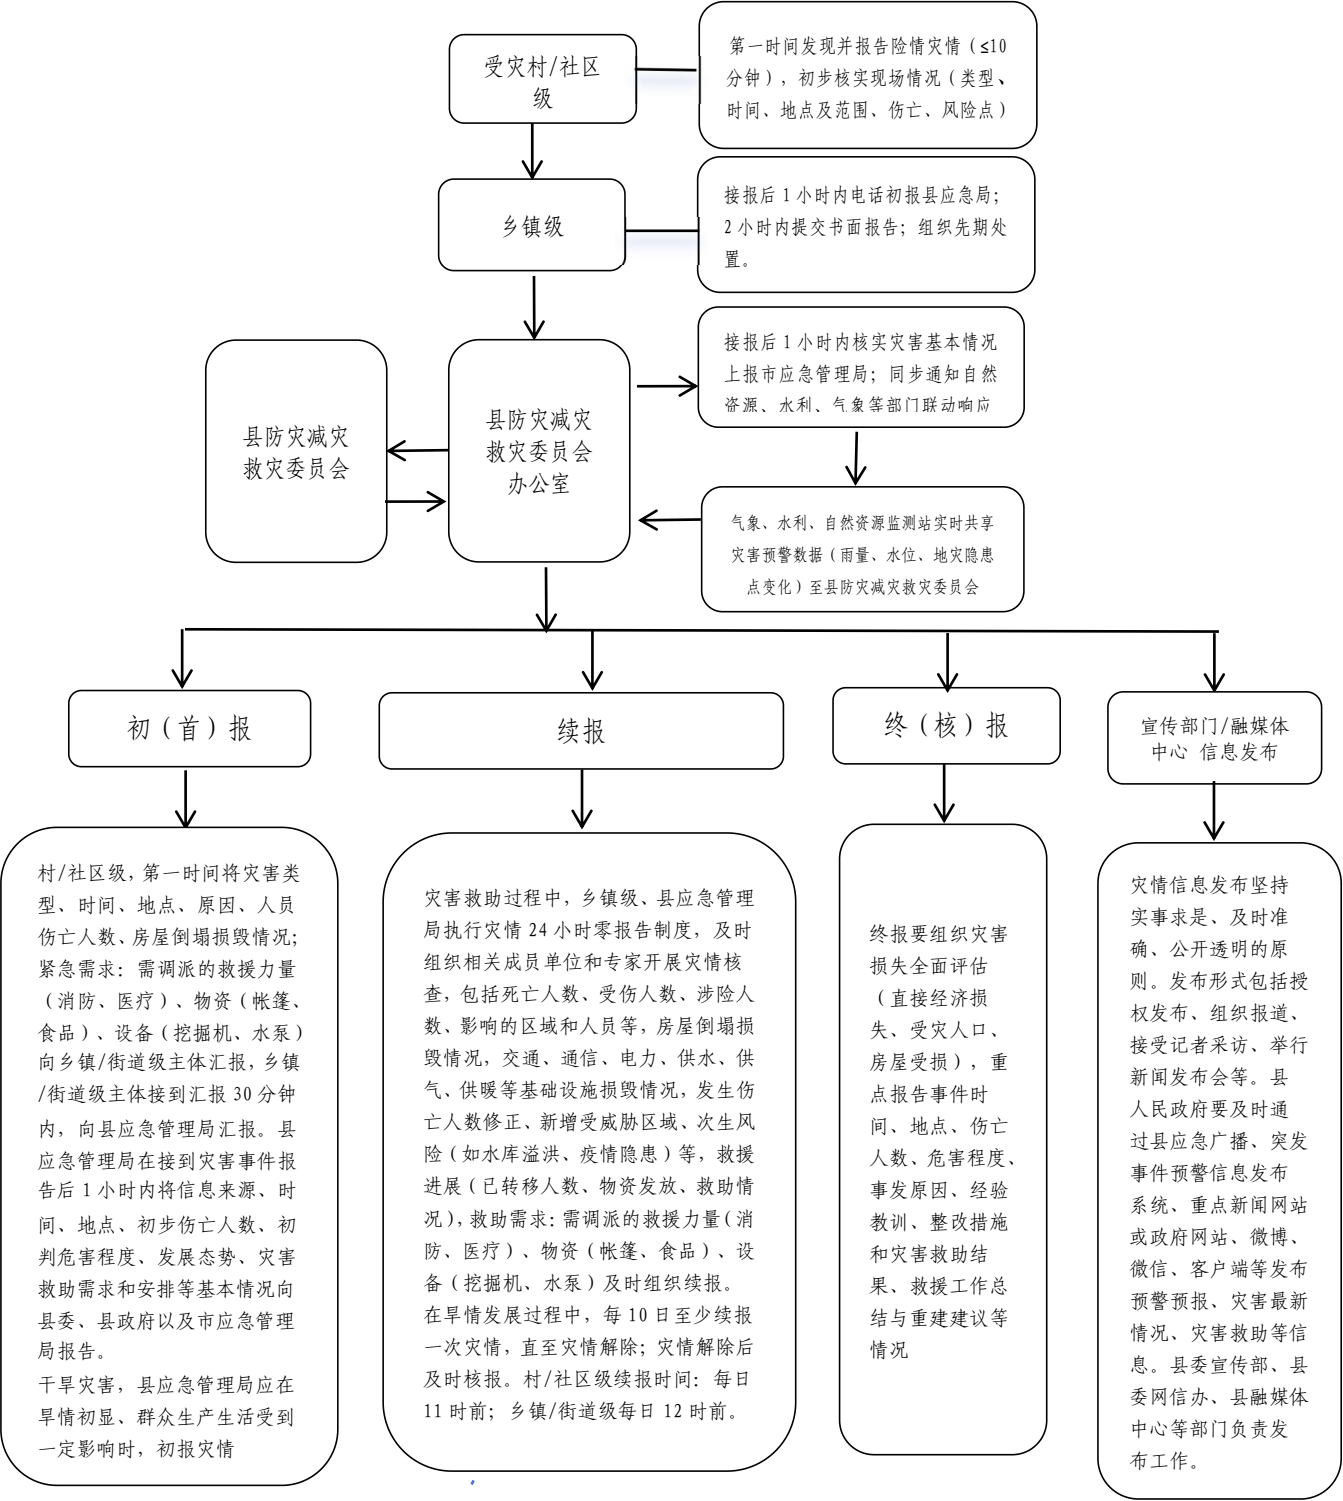 受灾村/社区
级
第一时间发现并报告险情灾情（≤10
分钟），初步核实现场情况（类型、
时间、地点及范围、伤亡、风险点）
乡镇级
接报后 1 小时内电话初报县应急局；
2 小时内提交书面报告；组织先期处
置。
县防灾减灾
救灾委员会
县防灾减灾
救灾委员会
办公室
接报后 1 小时内核实灾害基本情况
上报市应急管理局；同步通知自然
资源、水利、气象等部门联动响应
气象、水利、自然资源监测站实时共享
灾害预警数据（雨量、水位、地灾隐患
点变化）至县防灾减灾救灾委员会
初（首）报
续报
终（核）报
宣传部门/融媒体
中心 信息发布
村/社区级，第一时间将灾害类
型、时间、地点、原因、人员
伤亡人数、房屋倒塌损毁情况；
紧急需求：需调派的救援力量
（消防、医疗）、物资（帐篷、
食品）、设备（挖掘机、水泵）
向乡镇/街道级主体汇报，乡镇
/街道级主体接到汇报 30 分钟
内，向县应急管理局汇报。县
应急管理局在接到灾害事件报
告后 1 小时内将信息来源、时
间、地点、初步伤亡人数、初
判危害程度、发展态势、灾害
救助需求和安排等基本情况向
县委、县政府以及市应急管理
局报告。
干旱灾害，县应急管理局应在
旱情初显、群众生产生活受到
一定影响时，初报灾情
灾害救助过程中，乡镇级、县应急管理
局执行灾情 24 小时零报告制度，及时
组织相关成员单位和专家开展灾情核
查，包括死亡人数、受伤人数、涉险人
数、影响的区域和人员等，房屋倒塌损
毁情况，交通、通信、电力、供水、供
气、供暖等基础设施损毁情况，发生伤
亡人数修正、新增受威胁区域、次生风
险（如水库溢洪、疫情隐患）等，救援
进展（已转移人数、物资发放、救助情
况），救助需求：需调派的救援力量（消
防、医疗）、物资（帐篷、食品）、设
备（挖掘机、水泵）及时组织续报。
在旱情发展过程中，每 10 日至少续报
一次灾情，直至灾情解除；灾情解除后
及时核报。村/社区级续报时间：每日
11 时前；乡镇/街道级每日 12 时前。
终报要组织灾害
损失全面评估
（直接经济损
失、受灾人口、
房屋受损），重
点报告事件时
间、地点、伤亡
人数、危害程度、
事发原因、经验
教训、整改措施
和灾害救助结
果、救援工作总
结与重建建议等
情况
灾情信息发布坚持
实事求是、及时准
确、公开透明的原
则。发布形式包括授
权发布、组织报道、
接受记者采访、举行
新闻发布会等。县
人民政府要及时通
过县应急广播、突发
事件预警信息发布
系统、重点新闻网站
或政府网站、微博、
微信、客户端等发布
预警预报、灾害最新
情况、灾害救助等信
息。县委宣传部、县
委网信办、县融媒体
中心等部门负责发
布工作。